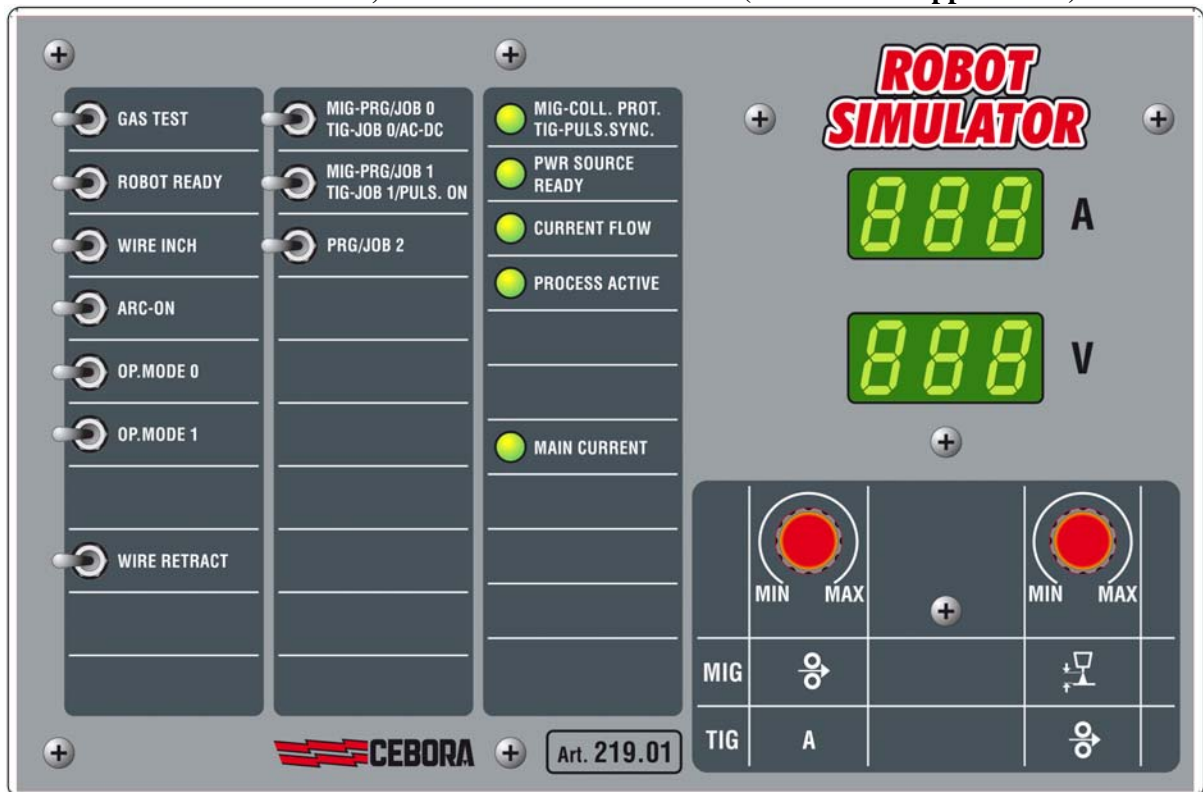 GAS TEST
ROBOT READY
WIRE INCH
ARC-ON
OP.MODE 0
OP.MODE 1
WIRE RETRACT
MIG-PRG/JOB 0
TIG-JOB 0/AC-DC
MIG-PRG/JOB 1
TIG-JOB 1/PULS. ON
PRG/JOB 2
MIG-COLL. PROT.
TIG-PULS.SYNC.
PWR SOURCE
READY
CURRENT FLOW
PROCESS ACTIVE
MAIN CURRENT
ROBOT
SIMULATOR
888 A
888 V
MIN MAX
MIN MAX
MIG
TIG A
CEBORA
Art. 219.01